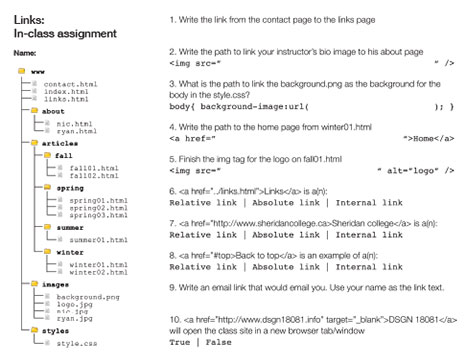 Links:
In-class assignment
Name:
www
contact.html
index.html
links.html
about
nic.html
ryan.html
articles
fall
fall01.html
fall02.html
spring
spring01.html
spring02.html
spring03.html
summer
summer01.html
winter
winter01.html
winter02.html
images
background.png
logo.jpg
nic.jpg
ryan.jpg
styles
style.css
1. Write the link from the contact page to the links page
2. Write the path to link your instructor's bio image to his about page
<img src=" " />
3. What is the path to link the background.png as the background for the
body in the style.css?
body{ background-image:url( ); }
4. Write the path to the home page from winter01.html
<a href=" ">Home</a>
5. Finish the img tag for the logo on fall01.html
<img src=" " alt="logo" />
6. <a href="../links.html">Links</a> is a(n):
Relative link | Absolute link | Internal link
7. <a href="http://www.sheridancollege.ca>Sheridan college</a> is a(n):
Relative link | Absolute link | Internal link
8. <a href="#top">Back to top</a> is an example of a(n):
Relative link | Absolute link | Internal link
9. Write an email link that would email you. Use your name as the link text.
10. <a href="http://www.dsgn18081.info" target="_blank">DSGN 18081</a>
will open the class site in a new browser tab/window
True | False